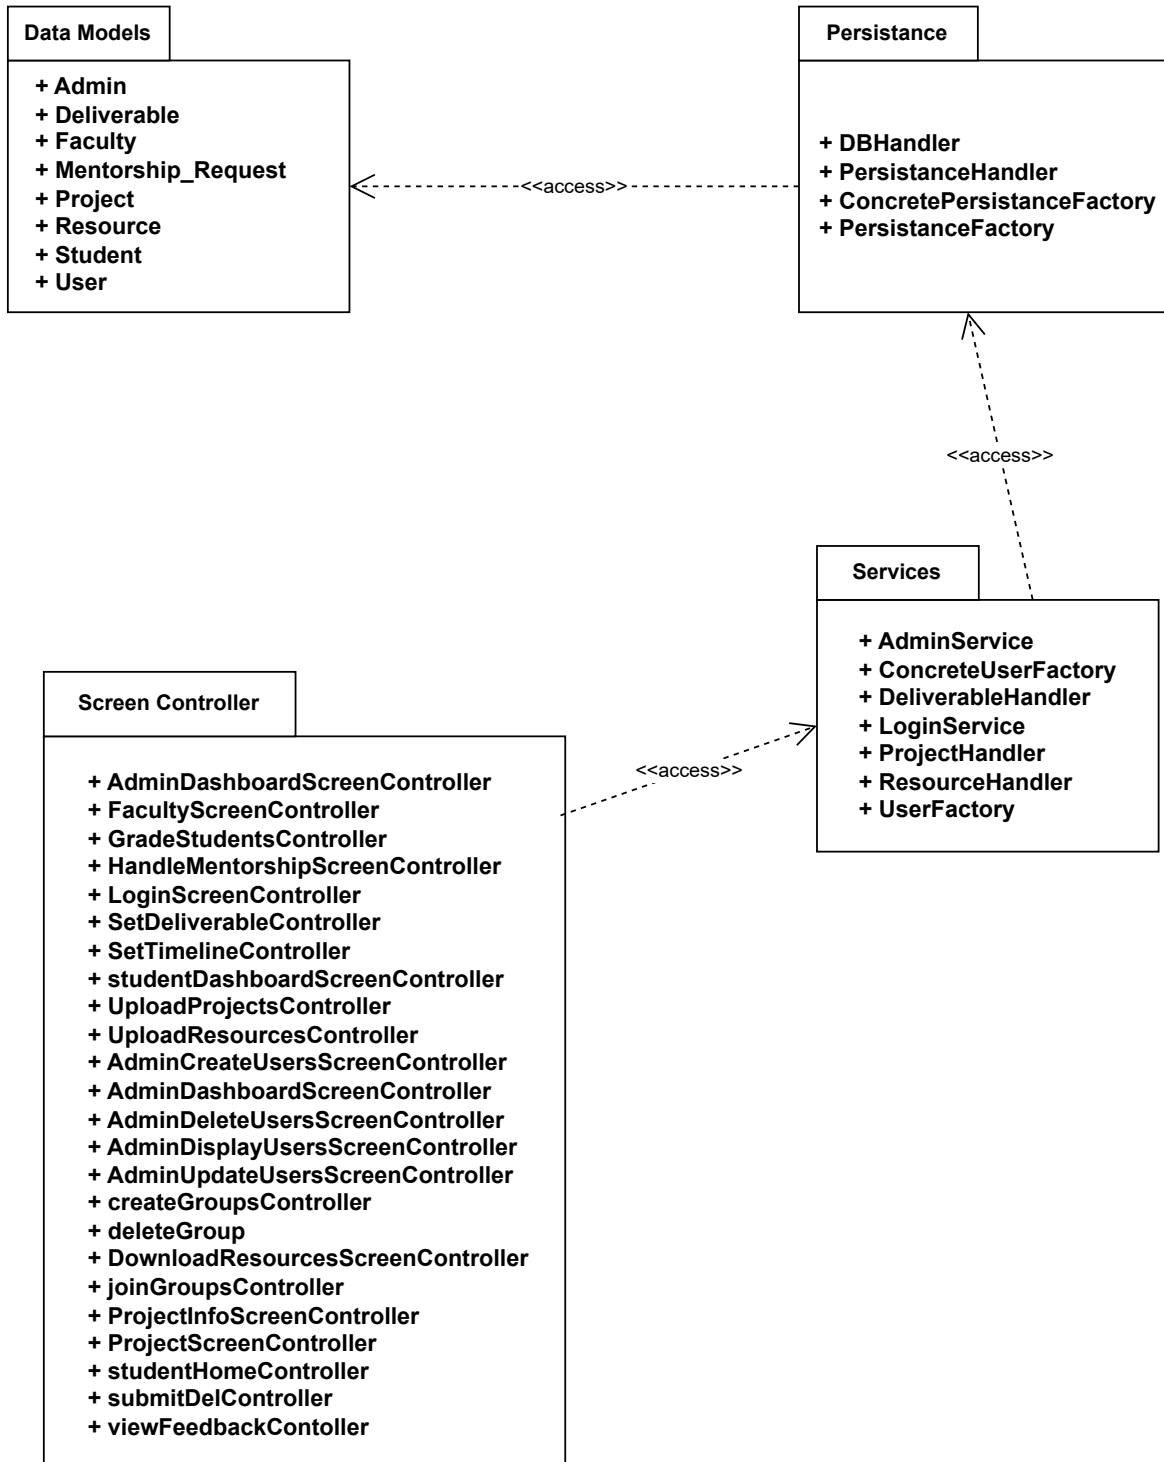 Data Models
+ Admin
+ Deliverable
+ Faculty
+ Mentorship_Request
+ Project
+ Resource
+ Student
+ User
<<access>>
Persistance
+ DBHandler
+ PersistanceHandler
+ ConcretePersistanceFactory
+ PersistanceFactory
<<access>>
Services
+ AdminService
+ ConcreteUserFactory
+ DeliverableHandler
+ LoginService
+ ProjectHandler
+ ResourceHandler
+ UserFactory
<<access>>
Screen Controller
+ AdminDashboardScreenController
+ FacultyScreenController
+ GradeStudentsController
+ HandleMentorshipScreenController
+ LoginScreenController
+ SetDeliverableController
+ SetTimelineController
+ studentDashboardScreenController
+ UploadProjectsController
+ UploadResourcesController
+ AdminCreateUsersScreenController
+ AdminDashboardScreenController
+ AdminDeleteUsersScreenController
+ AdminDisplayUsersScreenController
+ AdminUpdateUsersScreenController
+ createGroupsController
+ deleteGroup
+ DownloadResourcesScreenController
+ joinGroupsController
+ ProjectInfoScreenController
+ ProjectScreenController
+ studentHomeController
+ submitDelController
+ viewFeedbackContoller